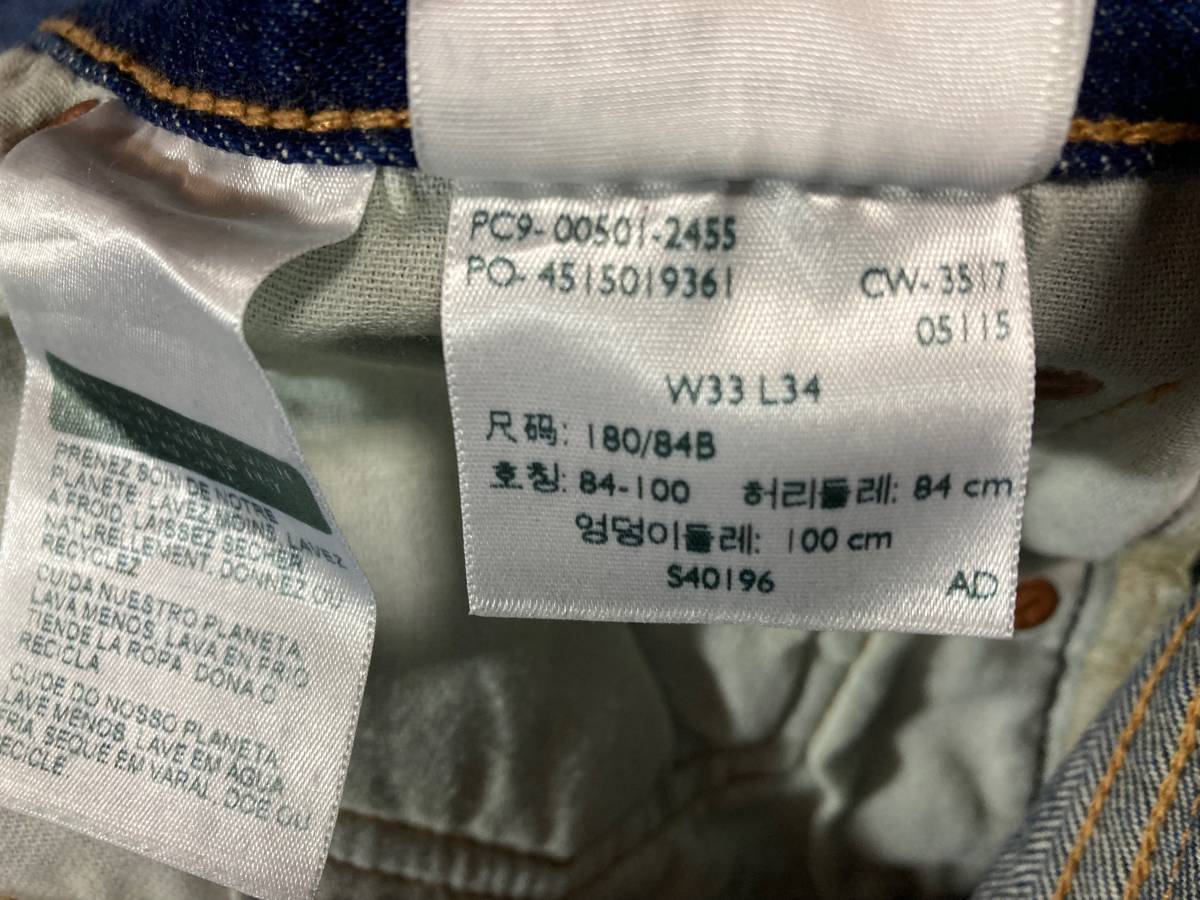 PC9-00501-2455
PO-4515019361 CW-3517
05115
W33 L34
尺码: 180/84B
호칭: 84-100 허리둘레: 84 cm
엉덩이둘레: 100 cm
S40196 AD
PRENEZ SOIN DE NOTRE
PLANÈTE: LAVEZ MOINS, LAVEZ
À FROID, LAISSEZ SÉCHER
NATURELLEMENT, DONNEZ OU
RECYCLEZ
CUIDA NUESTRO PLANETA
LAVA MENOS, LAVA EN FRIO
TIENDE LA ROPA, DONA O
RECICLA
CUIDE DO NOSSO PLANETA
LAVE MENOS, LAVE EM ÁGUA
FRIA, SEQUE EM VARAL, DOE OU
RECICLE